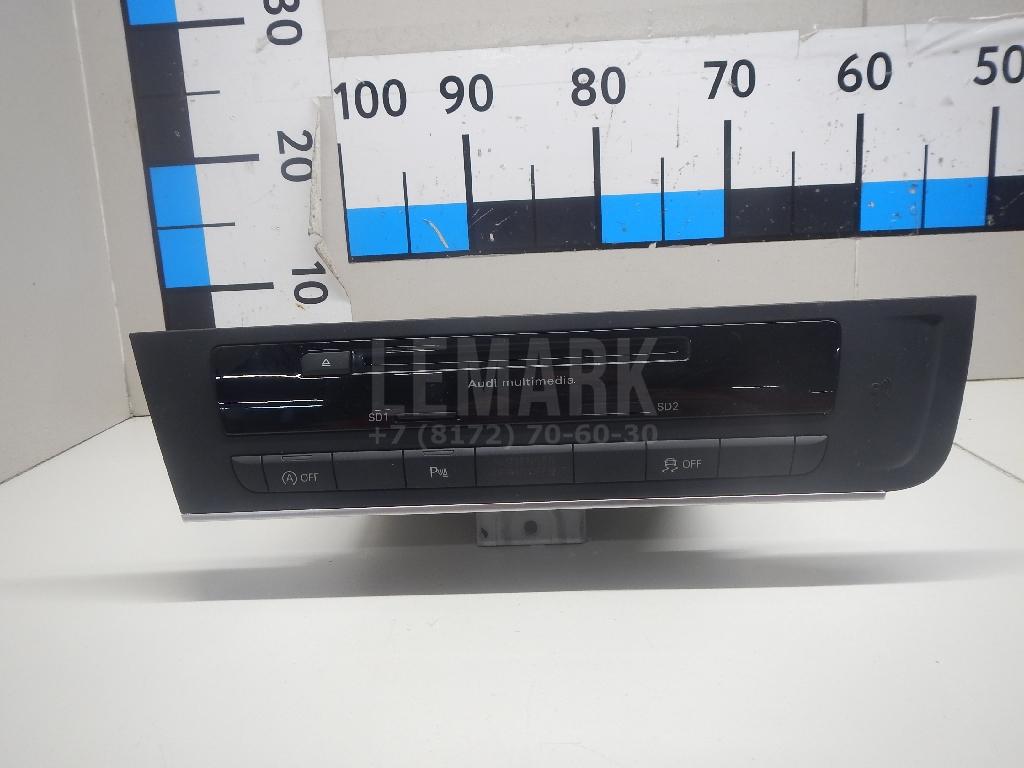 30
20
10
100 90 80 70 60 50
LEMARK
+7 (8172) 70-60-30
Audi multimedia
SD1
SD2
A OFF
P
OFF